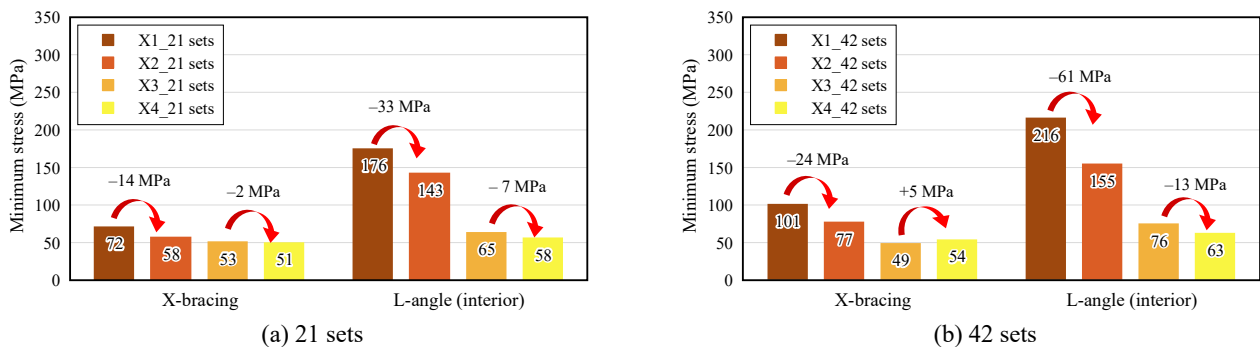 Minimum stress (MPa)
350
300
250
200
150
100
50
0
X1_21 sets
X2_21 sets
X3_21 sets
X4_21 sets
–14 MPa
–2 MPa
–33 MPa
– 7 MPa
72
58
53
51
176
143
65
58
X-bracing
L-angle (interior)
(a) 21 sets
Minimum stress (MPa)
350
300
250
200
150
100
50
0
X1_42 sets
X2_42 sets
X3_42 sets
X4_42 sets
–24 MPa
+5 MPa
–61 MPa
–13 MPa
101
77
49
54
216
155
76
63
X-bracing
L-angle (interior)
(b) 42 sets